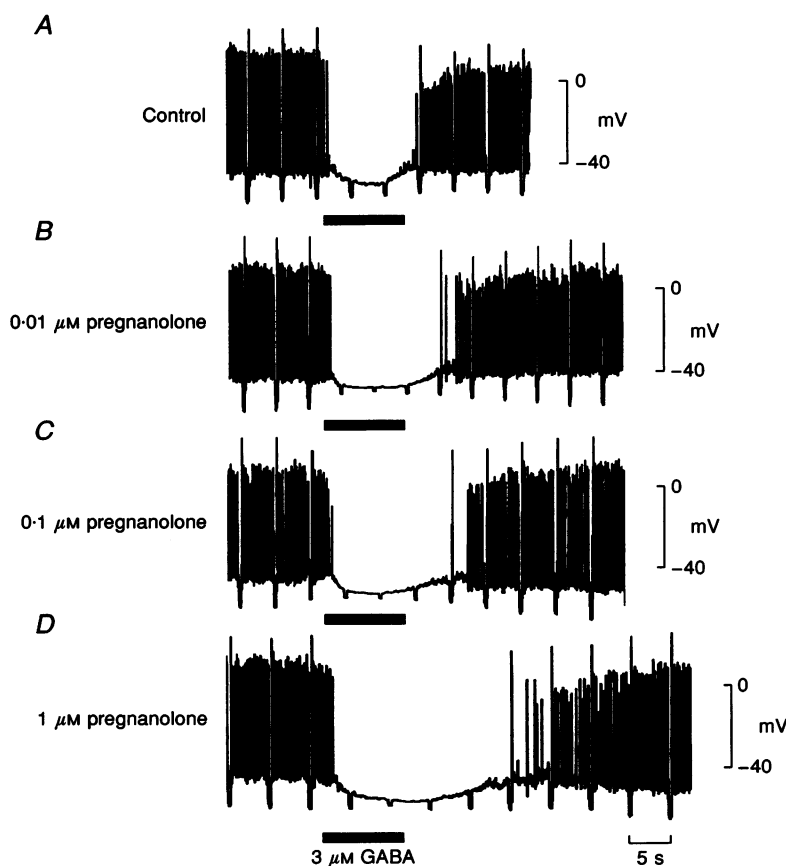 A
Control
0
mV
−40
B
0·01 μM pregnanolone
0
mV
−40
C
0·1 μM pregnanolone
0
mV
−40
D
1 μM pregnanolone
0
mV
−40
3 μM GABA
5 s